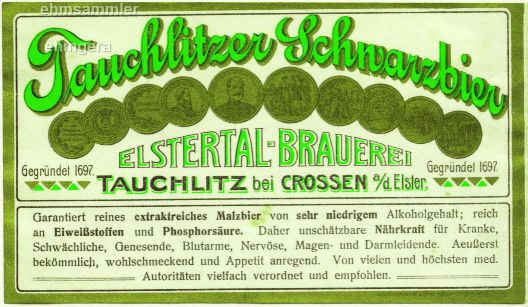 ehmsammler
ehmgera
Tauchlitzer Schwarzbier
ELSTERTAL-BRAUEREI
Gegründet 1697.
Gegründet 1697.
TAUCHLITZ bei CROSSEN a/d. Elster.
Garantiert reines extraktreiches Malzbier von sehr niedrigem Alkoholgehalt; reich
an Eiweißstoffen und Phosphorsäure. Daher unschätzbare Nährkraft für Kranke,
Schwächliche, Genesende, Blutarme, Nervöse, Magen- und Darmleidende. Aeußerst
bekömmlich, wohlschmeckend und Appetit anregend. Von vielen und höchsten med.
Autoritäten vielfach verordnet und empfohlen.